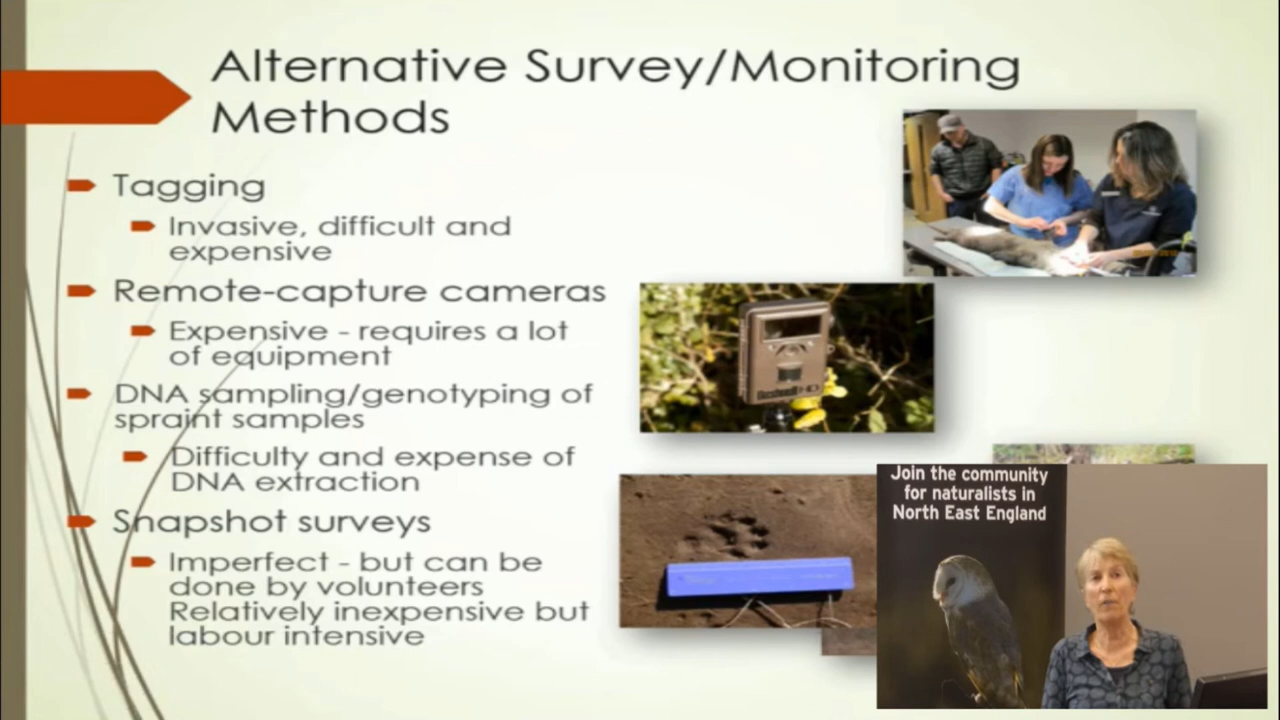 Alternative Survey/Monitoring
Methods
Tagging
Invasive, difficult and
expensive
Remote-capture cameras
Expensive - requires a lot
of equipment
DNA sampling/genotyping of
spraint samples
Difficulty and expense of
DNA extraction
Snapshot surveys
Imperfect - but can be
done by volunteers
Relatively inexpensive but
labour intensive
Bushnell HD
Join the community
for naturalists in
North East England